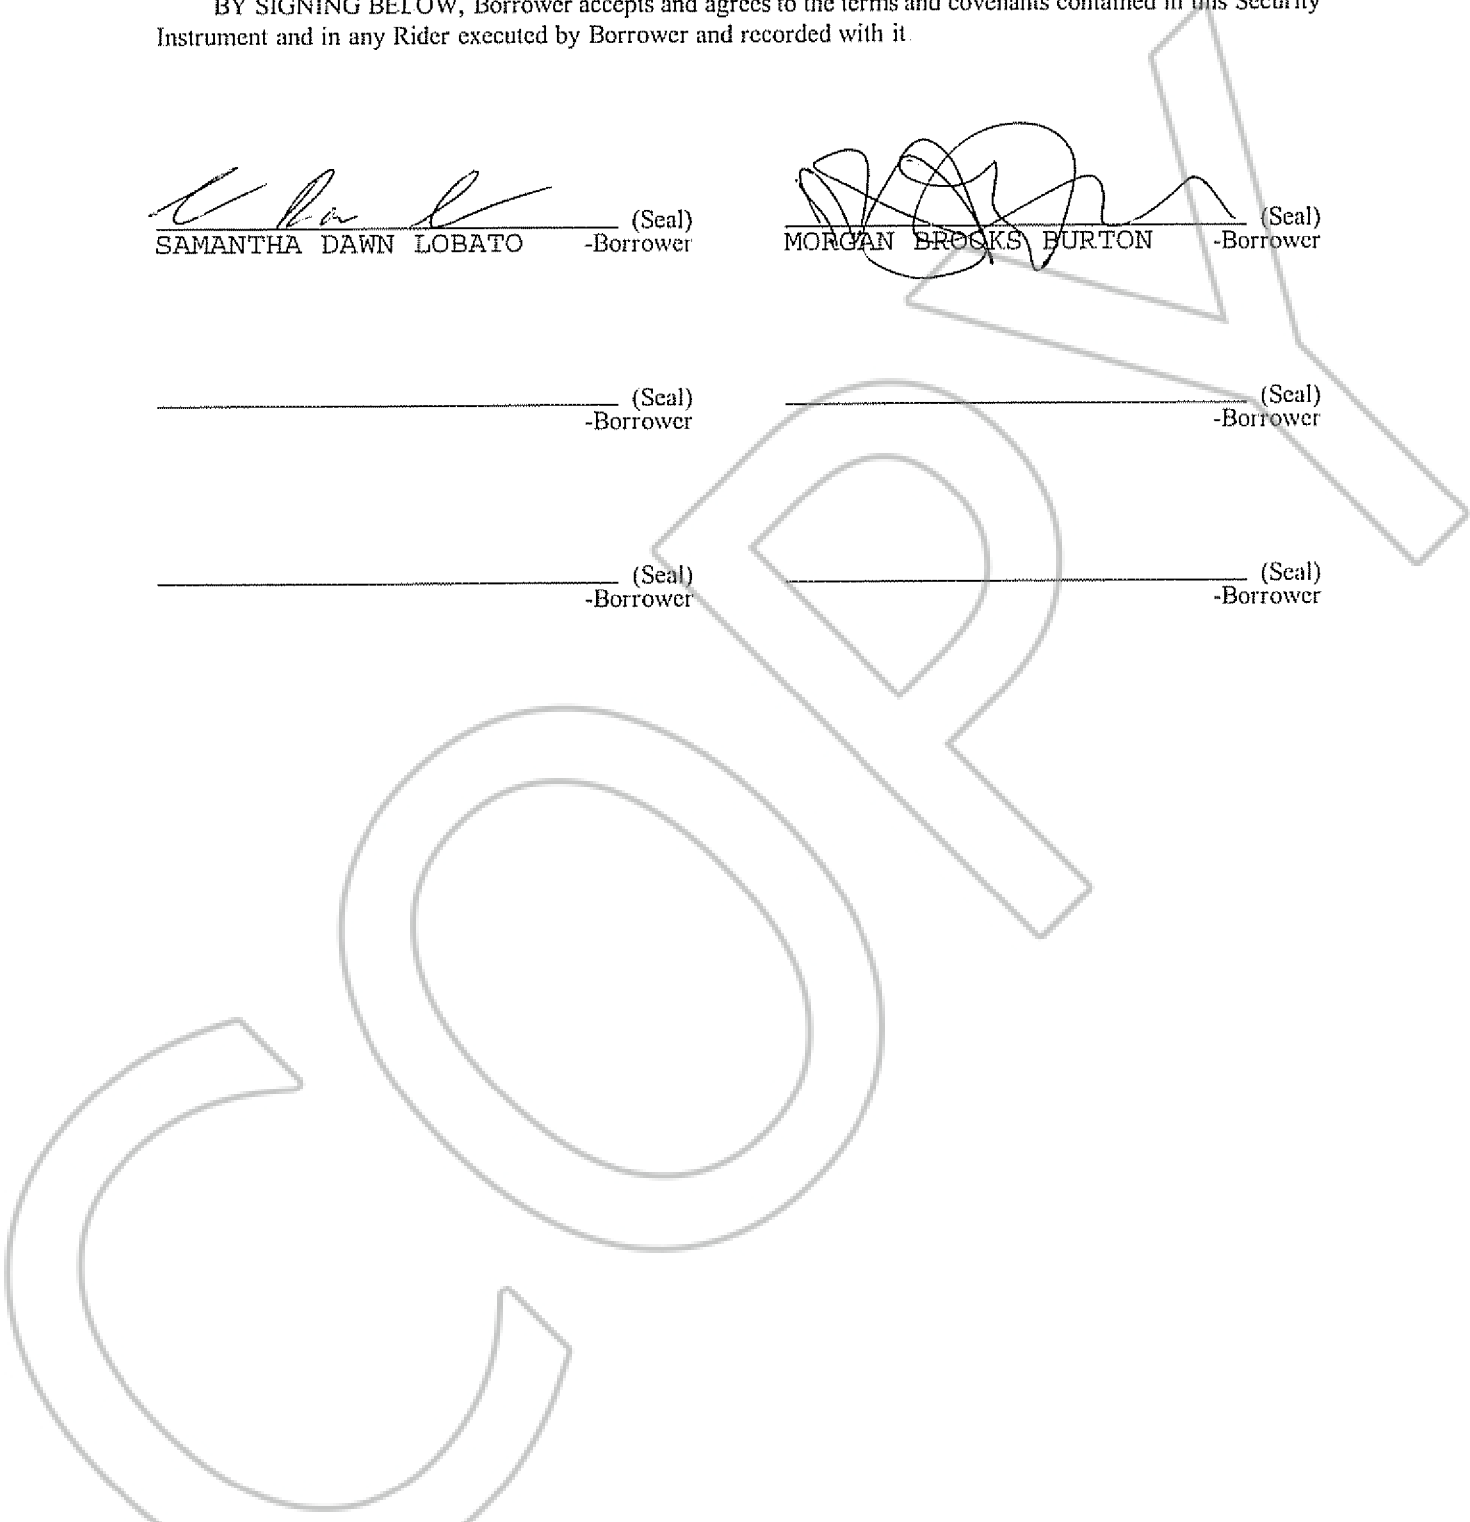 BY SIGNING BELOW, Borrower accepts and agrees to the terms and covenants contained in this Security
Instrument and in any Rider executed by Borrower and recorded with it
(Seal) (Seal)
SAMANTHA DAWN LOBATO -Borrower MORGAN BROOKS BURTON -Borrower
(Seal) (Seal)
-Borrower -Borrower
(Seal) (Seal)
-Borrower -Borrower
COPY